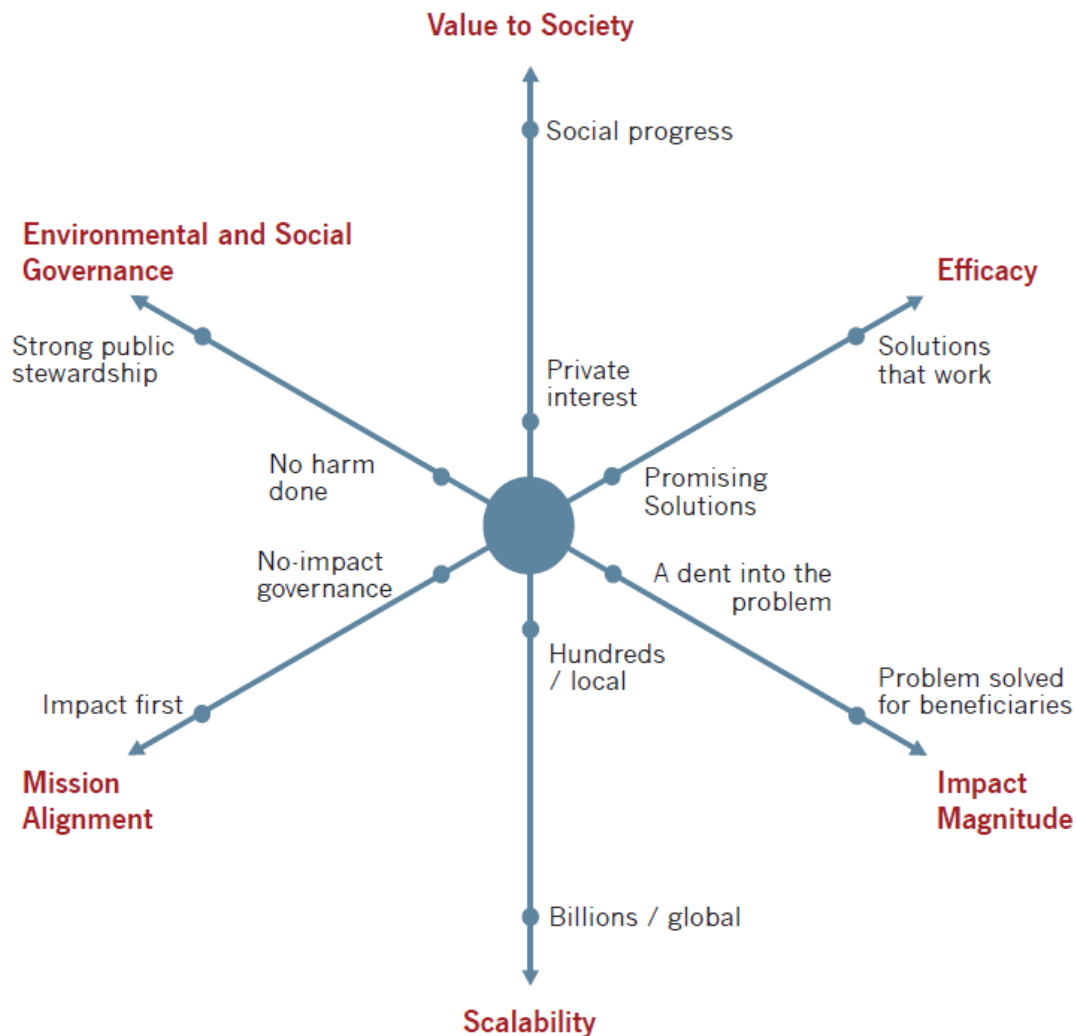 Value to Society
Social progress
Environmental and Social
Governance
Efficacy
Strong public
stewardship
Solutions
that work
Private
interest
No harm
done
Promising
Solutions
No-impact
governance
A dent into the
problem
Hundreds
/ local
Impact first
Problem solved
for beneficiaries
Mission
Alignment
Impact
Magnitude
Billions / global
Scalability